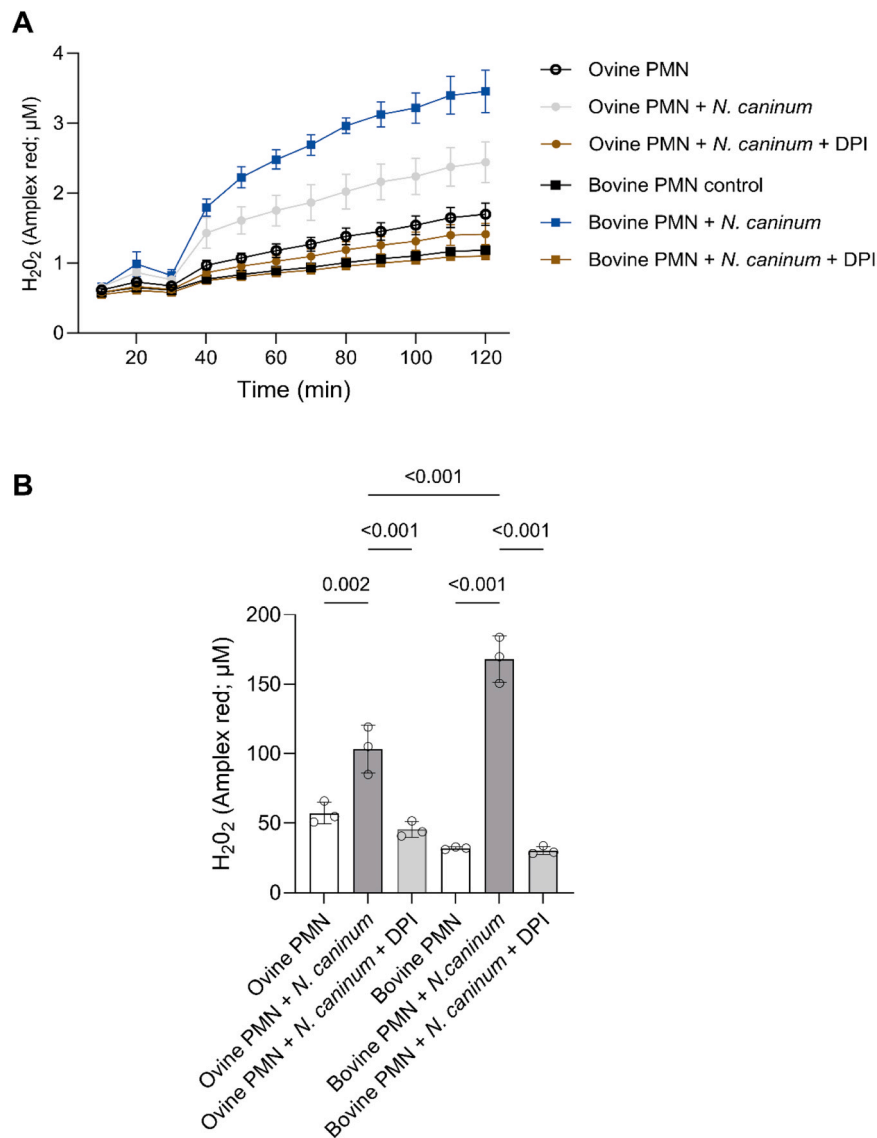 A
4
3
2
1
0
H₂0₂ (Amplex red; µM)
20
40
60
80
100
120
Time (min)
Ovine PMN
Ovine PMN + N. caninum
Ovine PMN + N. caninum + DPI
Bovine PMN control
Bovine PMN + N. caninum
Bovine PMN + N. caninum + DPI
B
<0.001
<0.001
<0.001
0.002
<0.001
200
150
100
50
0
H₂0₂ (Amplex red; µM)
Ovine PMN
Ovine PMN + N. caninum
Ovine PMN + N. caninum + DPI
Bovine PMN
Bovine PMN + N.caninum
Bovine PMN + N. caninum + DPI